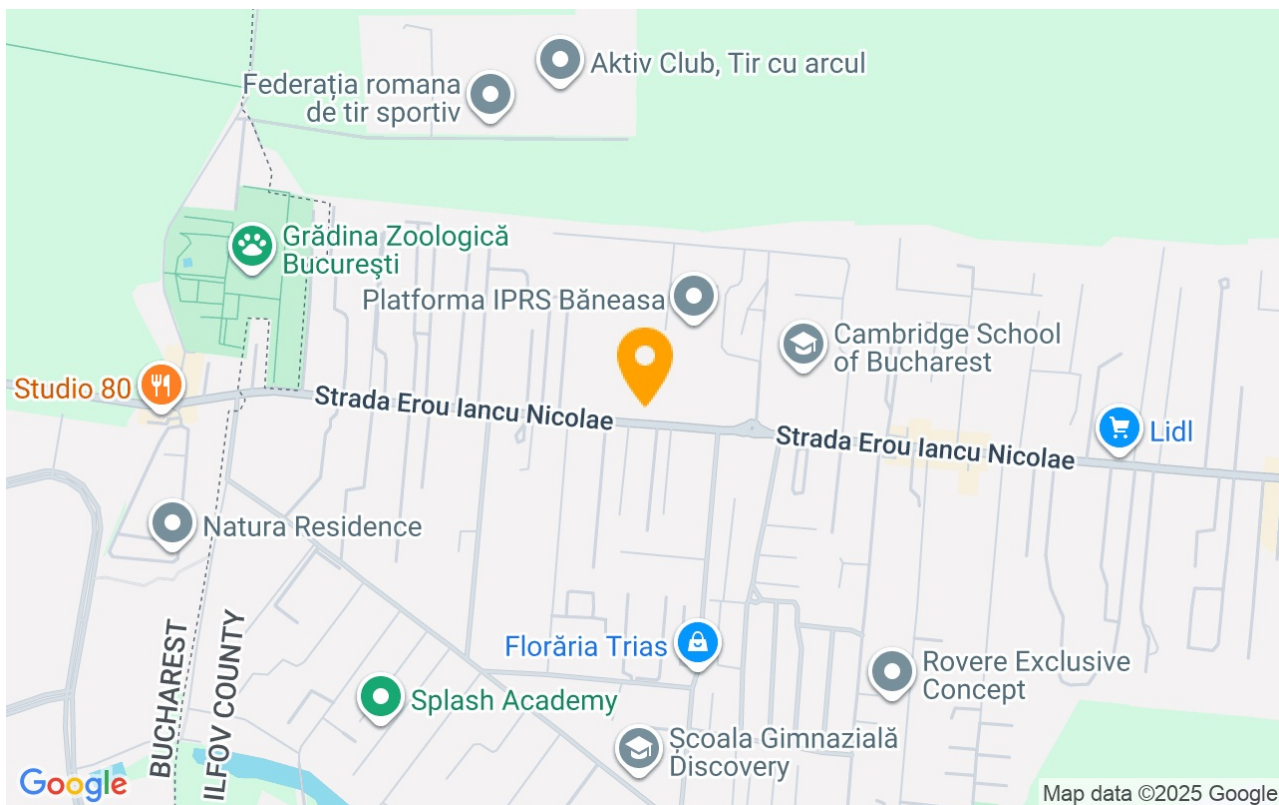 Aktiv Club, Tir cu arcul
Federația romana
de tir sportiv
Grădina Zoologică
București
Platforma IPRS Băneasa
Cambridge School
of Bucharest
Studio 80
Strada Erou Iancu Nicolae
Strada Erou Iancu Nicolae
Lidl
Natura Residence
BUCHAREST
ILFOV COUNTY
Florăria Trias
Rovere Exclusive
Concept
Splash Academy
Școala Gimnazială
Discovery
Google
Map data ©2025 Google